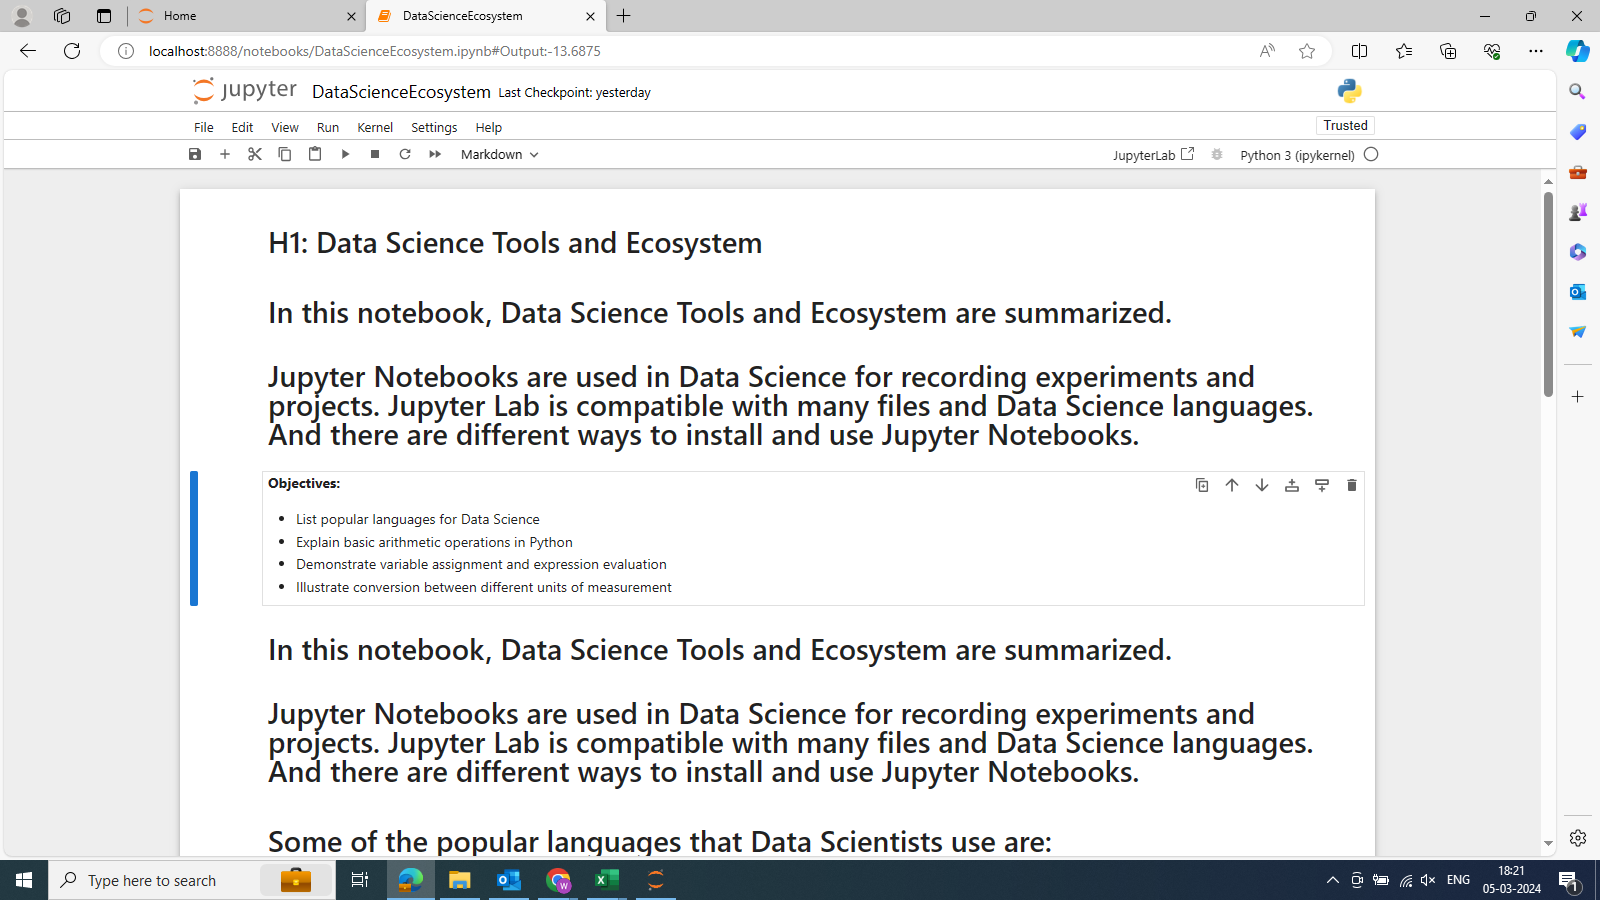 Home
DataScienceEcosystem
localhost:8888/notebooks/DataScienceEcosystem.ipynb#Output:-13.6875
jupyter DataScienceEcosystem Last Checkpoint: yesterday
File Edit View Run Kernel Settings Help
Trusted
Markdown
JupyterLab
Python 3 (ipykernel)
H1: Data Science Tools and Ecosystem
In this notebook, Data Science Tools and Ecosystem are summarized.
Jupyter Notebooks are used in Data Science for recording experiments and
projects. Jupyter Lab is compatible with many files and Data Science languages.
And there are different ways to install and use Jupyter Notebooks.
Objectives:
• List popular languages for Data Science
• Explain basic arithmetic operations in Python
• Demonstrate variable assignment and expression evaluation
• Illustrate conversion between different units of measurement
In this notebook, Data Science Tools and Ecosystem are summarized.
Jupyter Notebooks are used in Data Science for recording experiments and
projects. Jupyter Lab is compatible with many files and Data Science languages.
And there are different ways to install and use Jupyter Notebooks.
Some of the popular languages that Data Scientists use are:
Type here to search
W
ENG
18:21
05-03-2024
1